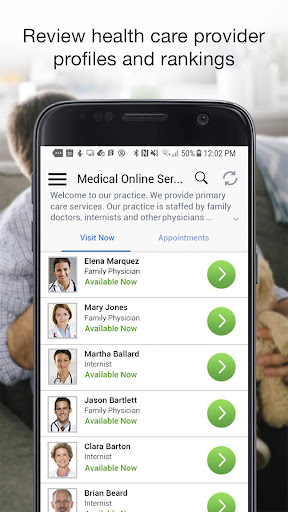 Review health care provider
profiles and rankings
12:02 PM
Medical Online Ser...
Welcome to our practice. We provide primary
care services. Our practice is staffed by family
doctors, internists and other physicians ...
Visit Now
Appointments
Elena Marquez
Family Physician
Available Now
Mary Jones
Family Physician
Available Now
Martha Ballard
Internist
Available Now
Jason Bartlett
Family Physician
Available Now
Clara Barton
Internist
Available Now
Brian Beard
Internist